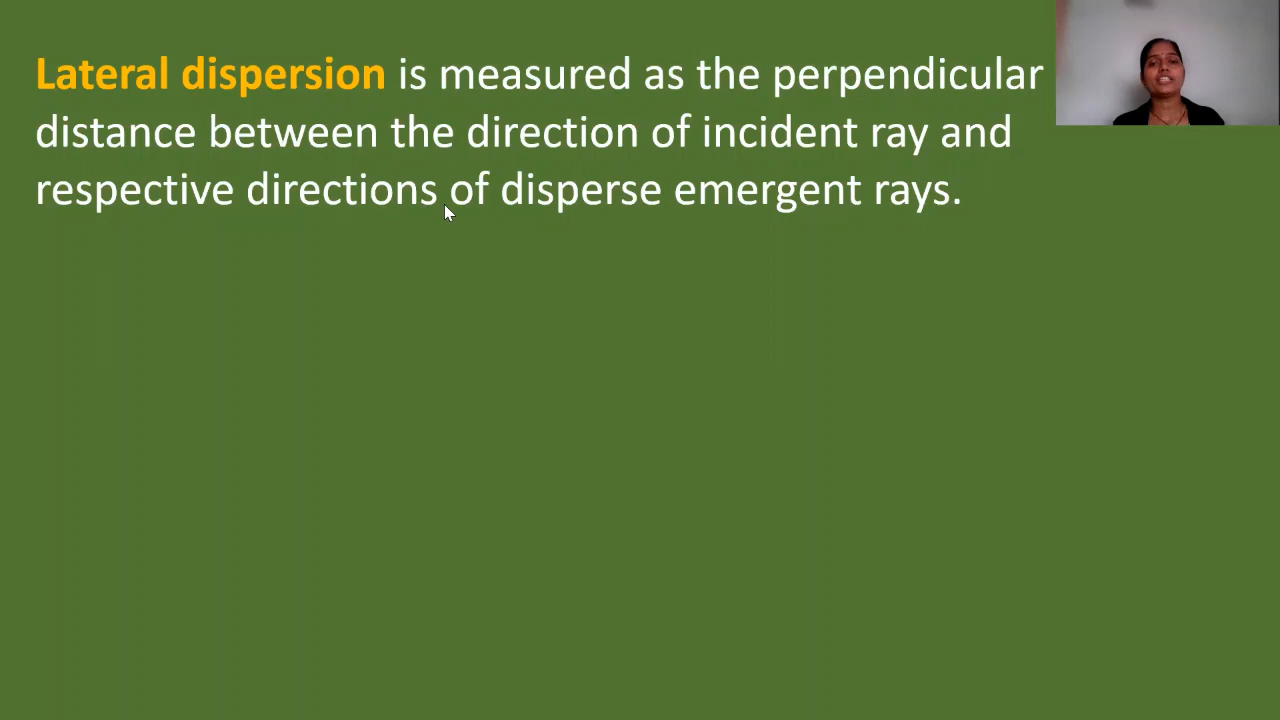 Lateral dispersion is measured as the perpendicular
distance between the direction of incident ray and
respective directions of disperse emergent rays.